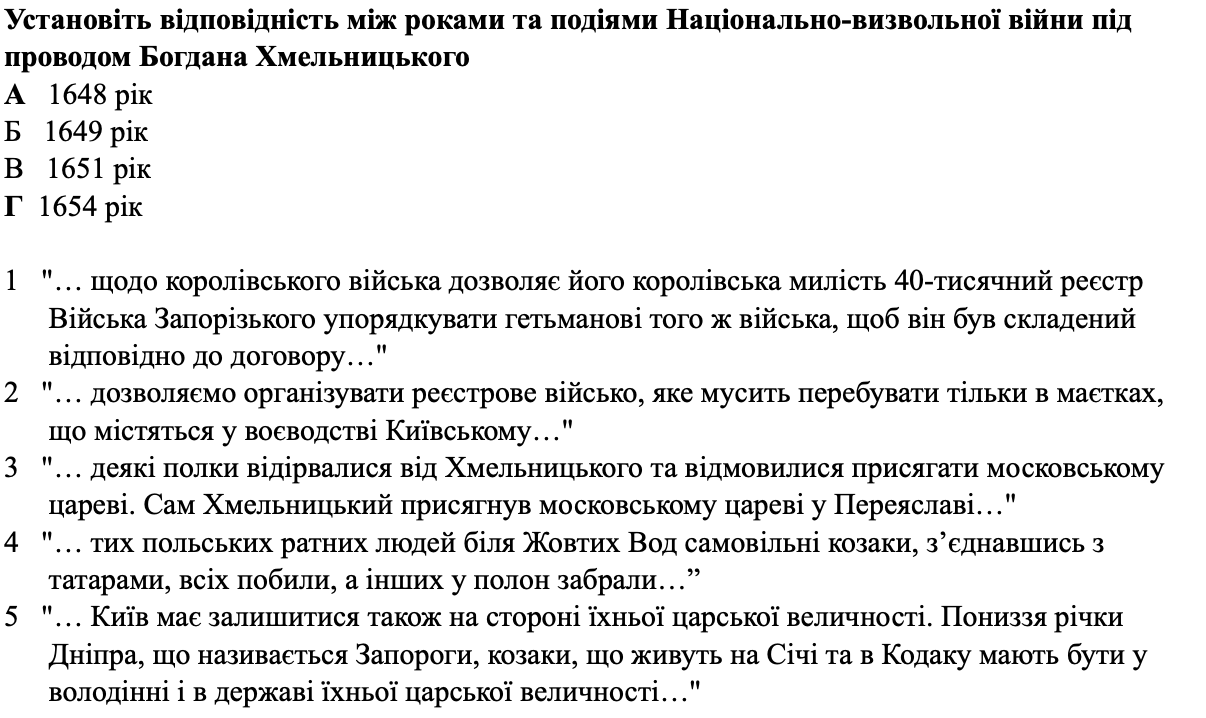 Установіть відповідність між роками та подіями Національно-визвольної війни під
проводом Богдана Хмельницького
А 1648 рік
Б 1649 рік
В 1651 рік
Г 1654 рік
1 "… щодо королівського війська дозволяє його королівська милість 40-тисячний реєстр
Війська Запорізького упорядкувати гетьманові того ж війська, щоб він був складений
відповідно до договору…"
2 "… дозволяємо організувати реєстрове військо, яке мусить перебувати тільки в маєтках,
що містяться у воєводстві Київському…"
3 "… деякі полки відірвалися від Хмельницького та відмовилися присягати московському
цареві. Сам Хмельницький присягнув московському цареві у Переяславі…"
4 "… тих польських ратних людей біля Жовтих Вод самовільні козаки, з’єднавшись з
татарами, всіх побили, а інших у полон забрали…”
5 "… Київ має залишитися також на стороні їхньої царської величності. Пониззя річки
Дніпра, що називається Запороги, козаки, що живуть на Січі та в Кодаку мають бути у
володінні і в державі їхньої царської величності…"